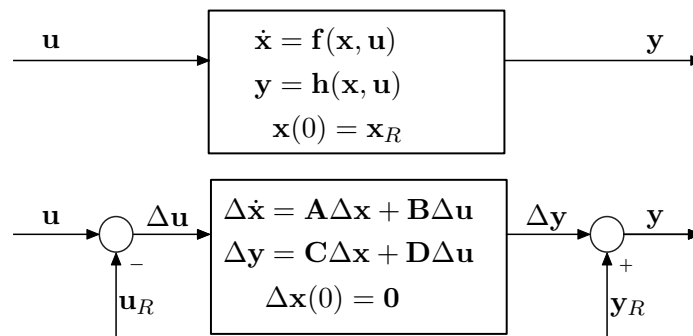 u
ẋ = f(x, u)
y
y = h(x, u)
x(0) = x_R
u
Δu
Δẋ = AΔx + BΔu
Δy
y
Δy = CΔx + DΔu
−
+
u_R
Δx(0) = 0
y_R